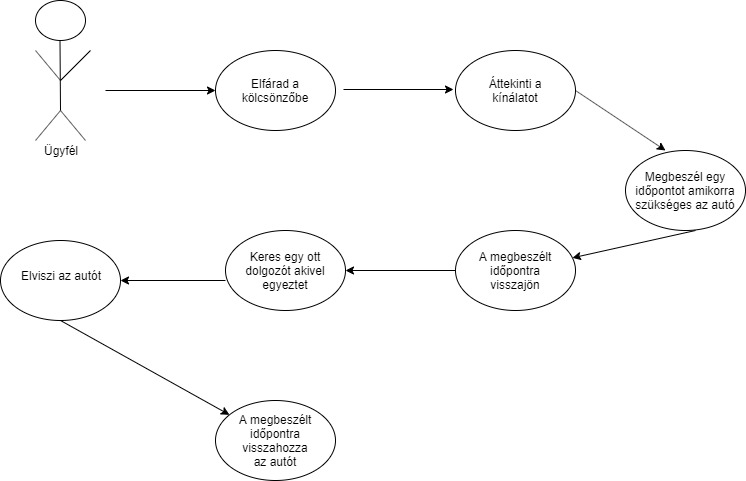 Ügyfél
Elfárad a
kölcsönzőbe
Áttekinti a
kínálatot
Megbeszél egy
időpontot amikorra
szükséges az autó
A megbeszélt
időpontra
visszajön
Keres egy ott
dolgozót akivel
egyeztet
Elviszi az autót
A megbeszélt
időpontra
visszahozza
az autót